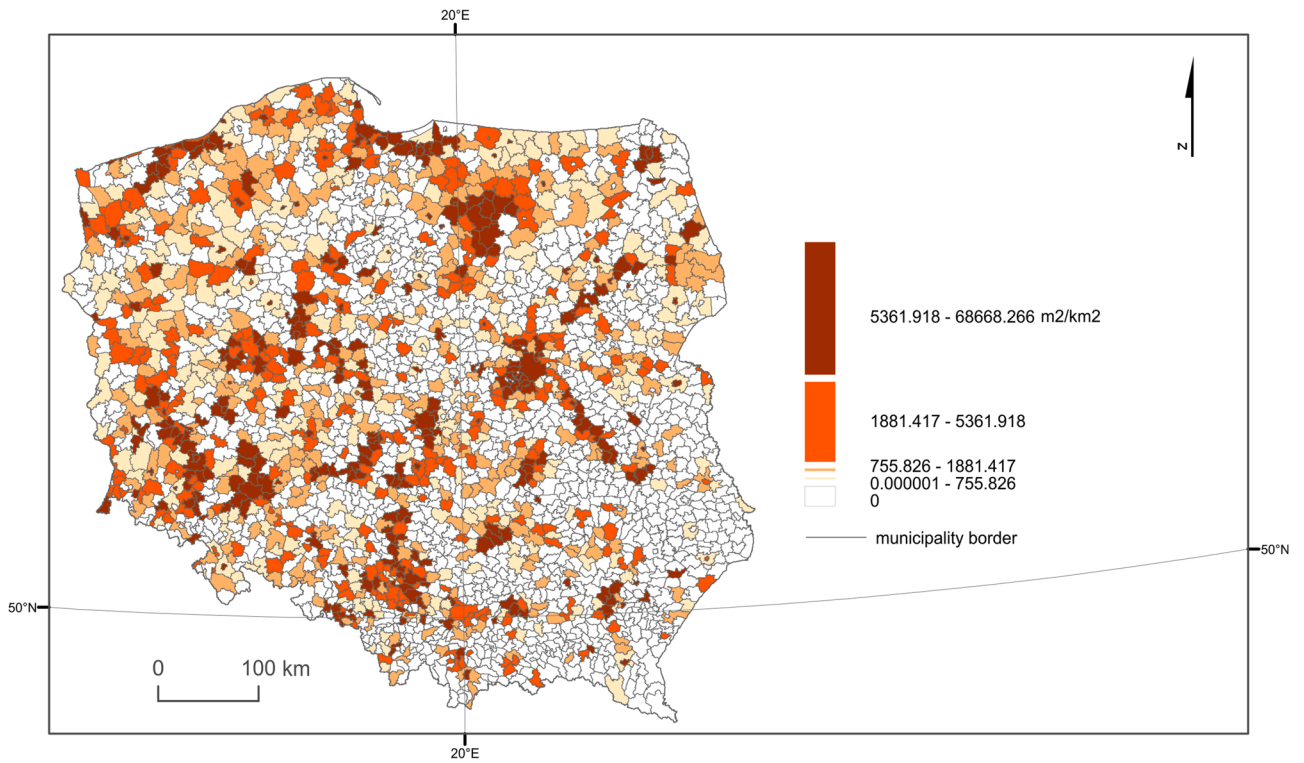 20°E
N
5361.918 - 68668.266 m2/km2
1881.417 - 5361.918
755.826 - 1881.417
0.000001 - 755.826
0
municipality border
50°N
50°N
0 100 km
20°E